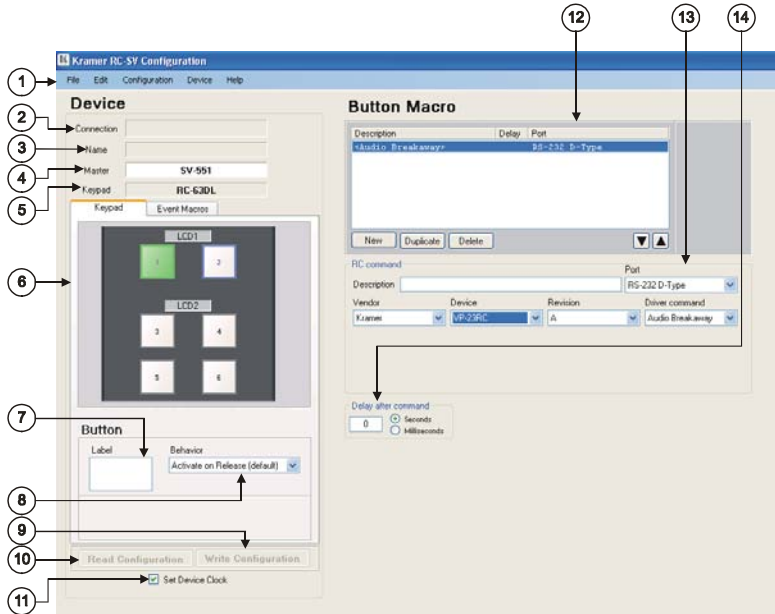 12
13
14
Kramer RC-SV Configuration
1
File Edit Configuration Device Help
Device
Button Macro
2
Connection
3
Name
4
Master SV-551
5
Keypad RC-63DL
Keypad Event Macros
Description Delay Port
<Audio Breakaway> RS-232 D-Type
New Duplicate Delete
6
LCD1
1 2
LCD2
3 4
5 6
RC command
Port
Description RS-232 D-Type
Vendor Device Revision Driver command
Kramer VP-23RC A Audio Breakaway
Delay after command
0 Seconds
Milliseconds
7
Button
Label Behavior
Activate on Release (default)
8
9
10
Read Configuration Write Configuration
11
Set Device Clock